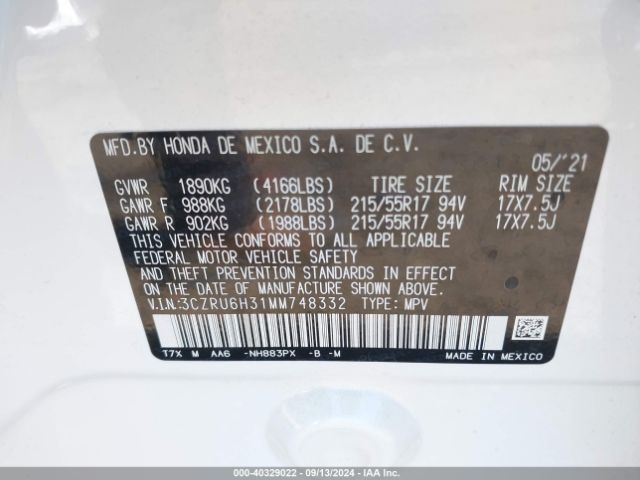 MFD.BY HONDA DE MEXICO S.A. DE C.V.
05/'21
GVWR 1890KG (4166LBS) TIRE SIZE RIM SIZE
GAWR F 988KG (2178LBS) 215/55R17 94V 17X7.5J
GAWR R 902KG (1988LBS) 215/55R17 94V 17X7.5J
THIS VEHICLE CONFORMS TO ALL APPLICABLE
FEDERAL MOTOR VEHICLE SAFETY
AND THEFT PREVENTION STANDARDS IN EFFECT
ON THE DATE OF MANUFACTURE SHOWN ABOVE.
V.I.N:3CZRU6H31MM748332 TYPE: MPV
T7X M AA6 -NH883PX -B -M
MADE IN MEXICO
000-40329022 - 09/13/2024 - IAAI.COM